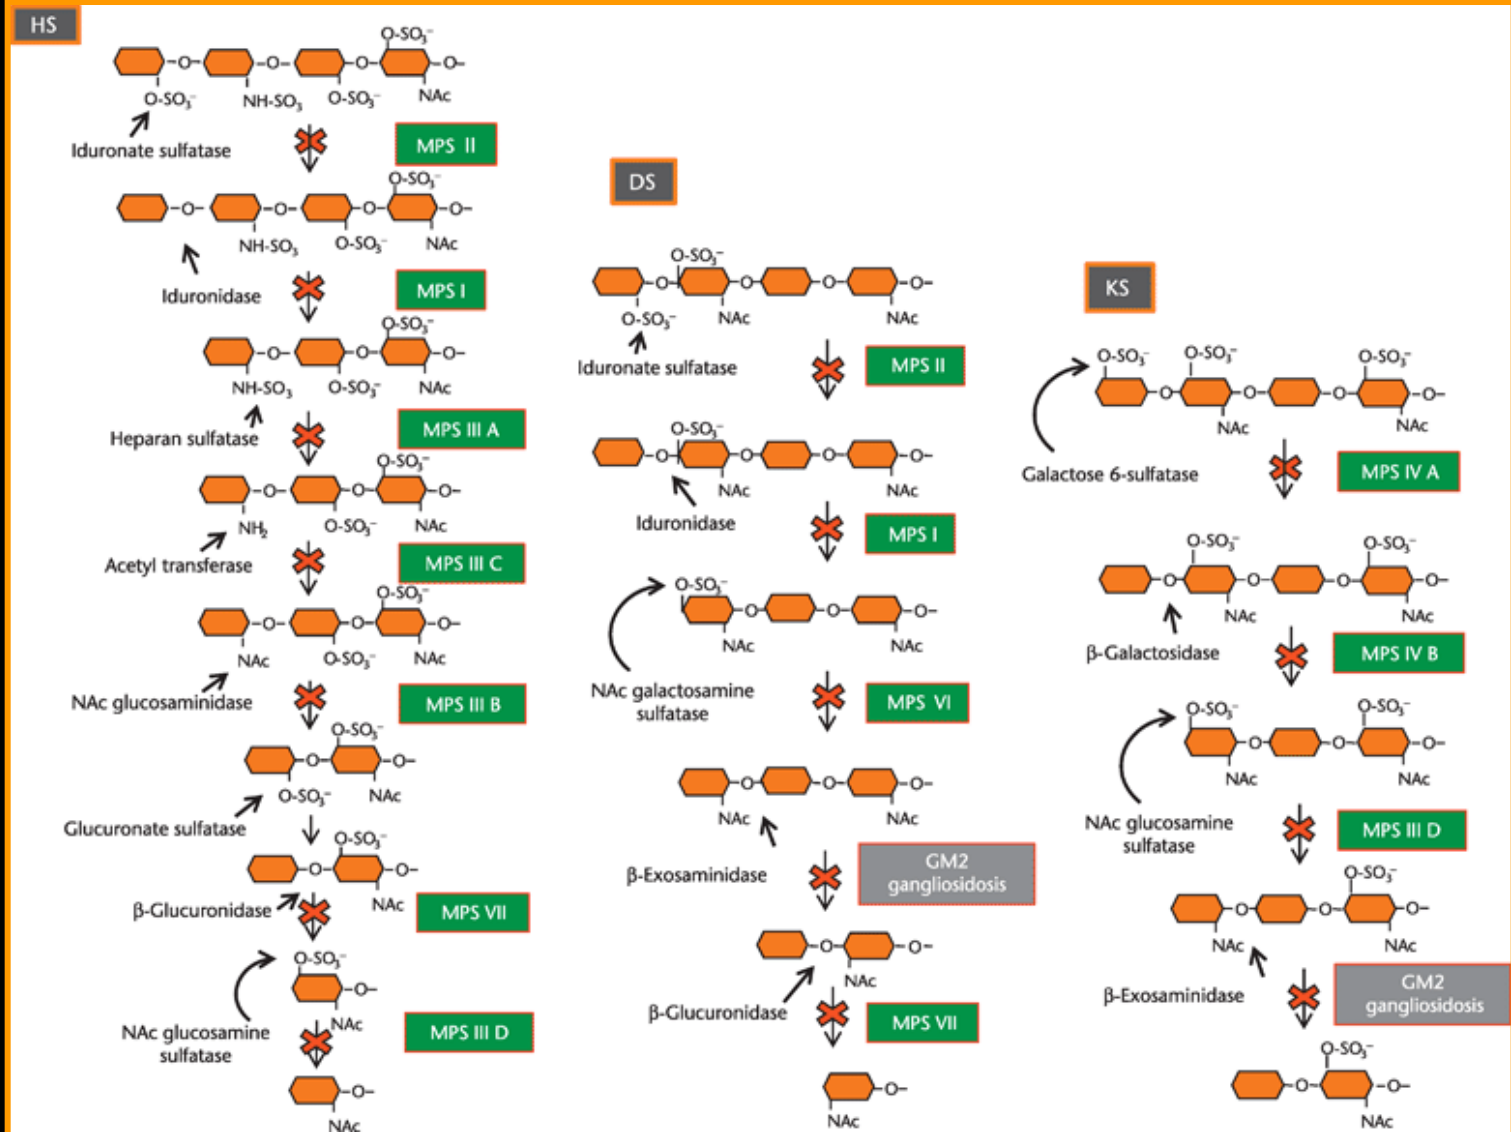 HS
O-SO₃⁻
-O- -O- -O- -O-
O-SO₃⁻ NH-SO₃ O-SO₃⁻ NAc
Iduronate sulfatase
MPS II
O-SO₃⁻
-O- -O- -O- -O-
NH-SO₃ O-SO₃⁻ NAc
Iduronidase
MPS I
O-SO₃⁻
-O- -O- -O-
NH-SO₃ O-SO₃⁻ NAc
Heparan sulfatase
MPS III A
O-SO₃⁻
-O- -O- -O-
NH₂ O-SO₃⁻ NAc
Acetyl transferase
MPS III C
O-SO₃⁻
-O- -O- -O-
NAc O-SO₃⁻ NAc
NAc glucosaminidase
MPS III B
O-SO₃⁻
-O- -O-
O-SO₃⁻ NAc
Glucuronate sulfatase
O-SO₃⁻
-O- -O-
NAc
β-Glucuronidase
MPS VII
O-SO₃⁻
-O-
NAc
NAc glucosamine
sulfatase
MPS III D
-O-
NAc
DS
O-SO₃⁻
-O- -O- -O- -O-
O-SO₃⁻ NAc NAc
Iduronate sulfatase
MPS II
O-SO₃⁻
-O- -O- -O- -O-
NAc NAc
Iduronidase
MPS I
O-SO₃⁻
-O- -O- -O-
NAc NAc
NAc galactosamine
sulfatase
MPS VI
-O- -O- -O-
NAc NAc
β-Exosaminidase
GM2
gangliosidosis
-O- -O-
NAc
β-Glucuronidase
MPS VII
-O-
NAc
KS
O-SO₃⁻ O-SO₃⁻ O-SO₃⁻
-O- -O- -O- -O-
NAc NAc
Galactose 6-sulfatase
MPS IV A
O-SO₃⁻ O-SO₃⁻
-O- -O- -O- -O-
NAc NAc
β-Galactosidase
MPS IV B
O-SO₃⁻ O-SO₃⁻
-O- -O- -O-
NAc NAc
NAc glucosamine
sulfatase
MPS III D
O-SO₃⁻
-O- -O- -O-
NAc NAc
β-Exosaminidase
GM2
gangliosidosis
O-SO₃⁻
-O- -O-
NAc